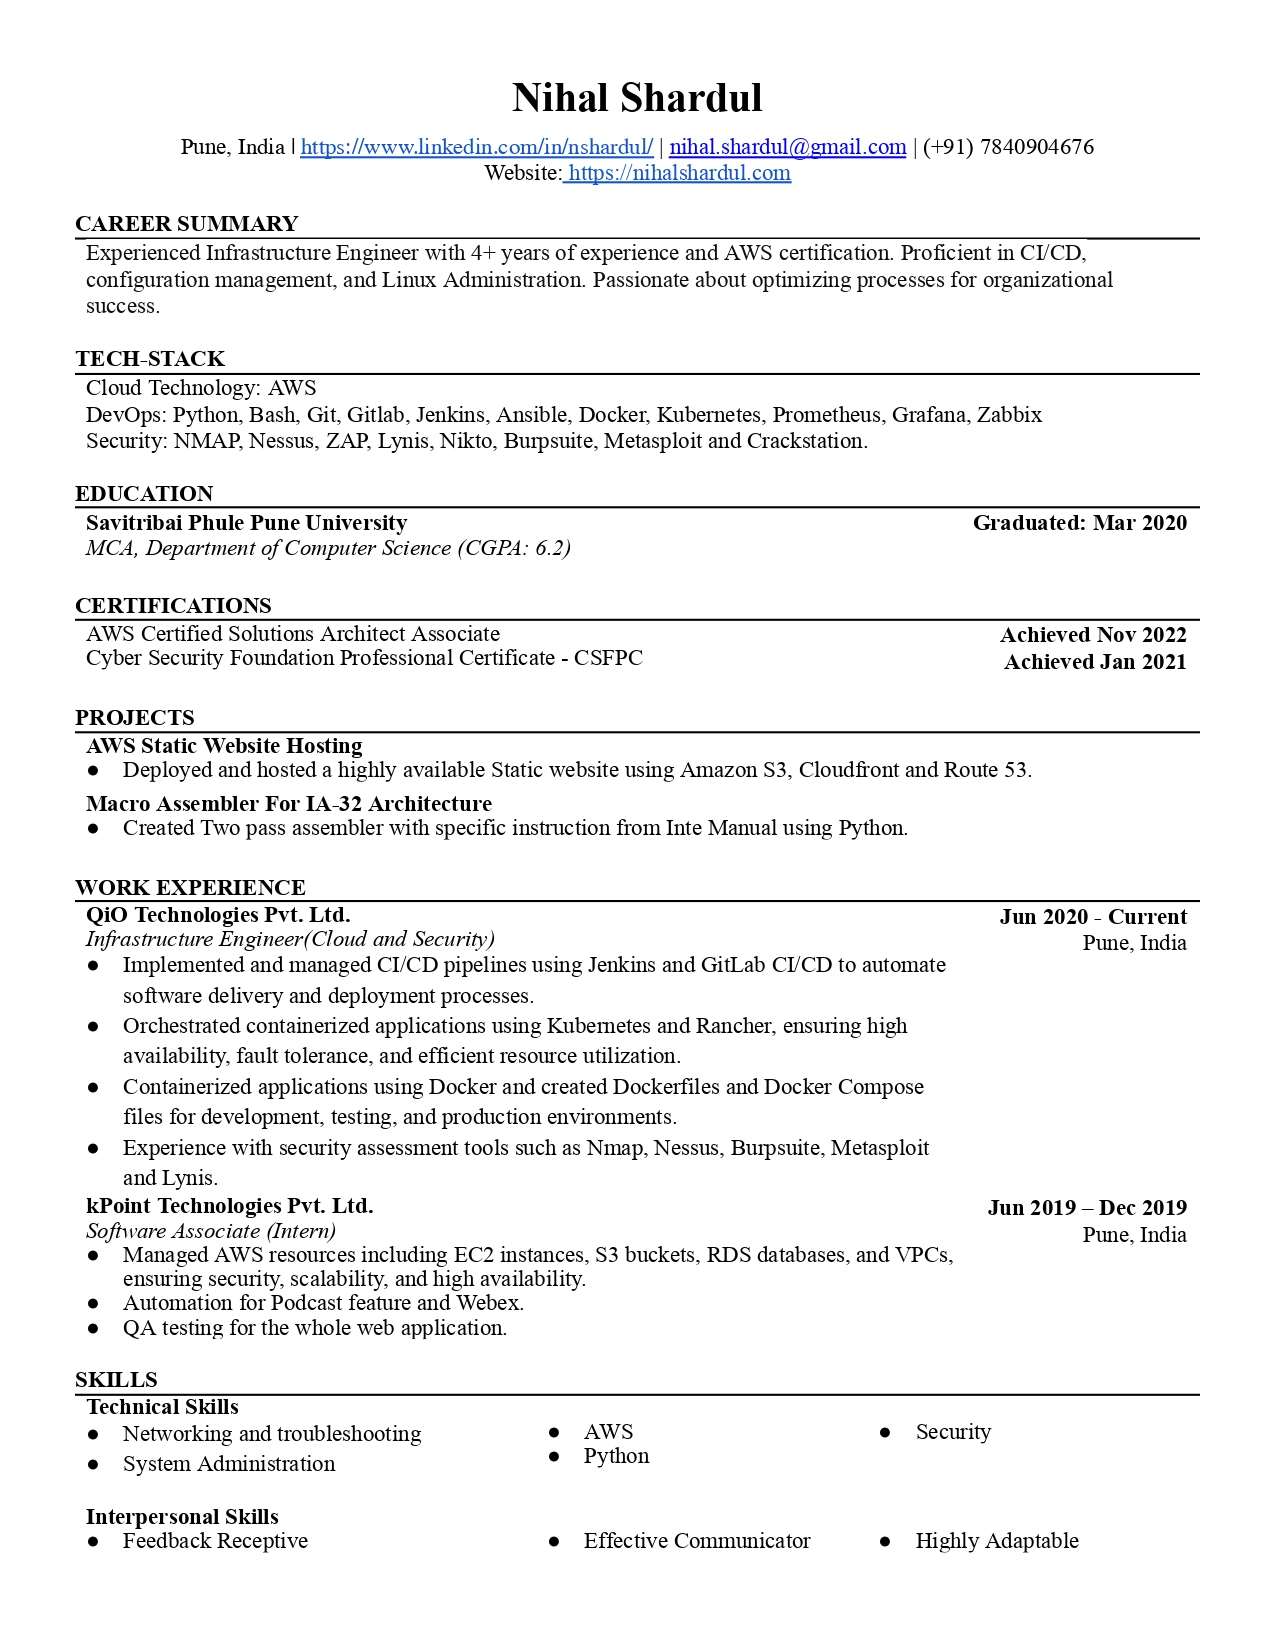 Nihal Shardul
Pune, India | https://www.linkedin.com/in/nshardul/ | nihal.shardul@gmail.com | (+91) 7840904676
Website: https://nihalshardul.com
CAREER SUMMARY
Experienced Infrastructure Engineer with 4+ years of experience and AWS certification. Proficient in CI/CD,
configuration management, and Linux Administration. Passionate about optimizing processes for organizational
success.
TECH-STACK
Cloud Technology: AWS
DevOps: Python, Bash, Git, Gitlab, Jenkins, Ansible, Docker, Kubernetes, Prometheus, Grafana, Zabbix
Security: NMAP, Nessus, ZAP, Lynis, Nikto, Burpsuite, Metasploit and Crackstation.
EDUCATION
Savitribai Phule Pune University Graduated: Mar 2020
MCA, Department of Computer Science (CGPA: 6.2)
CERTIFICATIONS
AWS Certified Solutions Architect Associate Achieved Nov 2022
Cyber Security Foundation Professional Certificate - CSFPC Achieved Jan 2021
PROJECTS
AWS Static Website Hosting
● Deployed and hosted a highly available Static website using Amazon S3, Cloudfront and Route 53.
Macro Assembler For IA-32 Architecture
● Created Two pass assembler with specific instruction from Inte Manual using Python.
WORK EXPERIENCE
QiO Technologies Pvt. Ltd. Jun 2020 - Current
Infrastructure Engineer(Cloud and Security) Pune, India
● Implemented and managed CI/CD pipelines using Jenkins and GitLab CI/CD to automate
software delivery and deployment processes.
● Orchestrated containerized applications using Kubernetes and Rancher, ensuring high
availability, fault tolerance, and efficient resource utilization.
● Containerized applications using Docker and created Dockerfiles and Docker Compose
files for development, testing, and production environments.
● Experience with security assessment tools such as Nmap, Nessus, Burpsuite, Metasploit
and Lynis.
kPoint Technologies Pvt. Ltd. Jun 2019 – Dec 2019
Software Associate (Intern) Pune, India
● Managed AWS resources including EC2 instances, S3 buckets, RDS databases, and VPCs,
ensuring security, scalability, and high availability.
● Automation for Podcast feature and Webex.
● QA testing for the whole web application.
SKILLS
Technical Skills
● Networking and troubleshooting ● AWS ● Security
● System Administration ● Python
Interpersonal Skills
● Feedback Receptive ● Effective Communicator ● Highly Adaptable